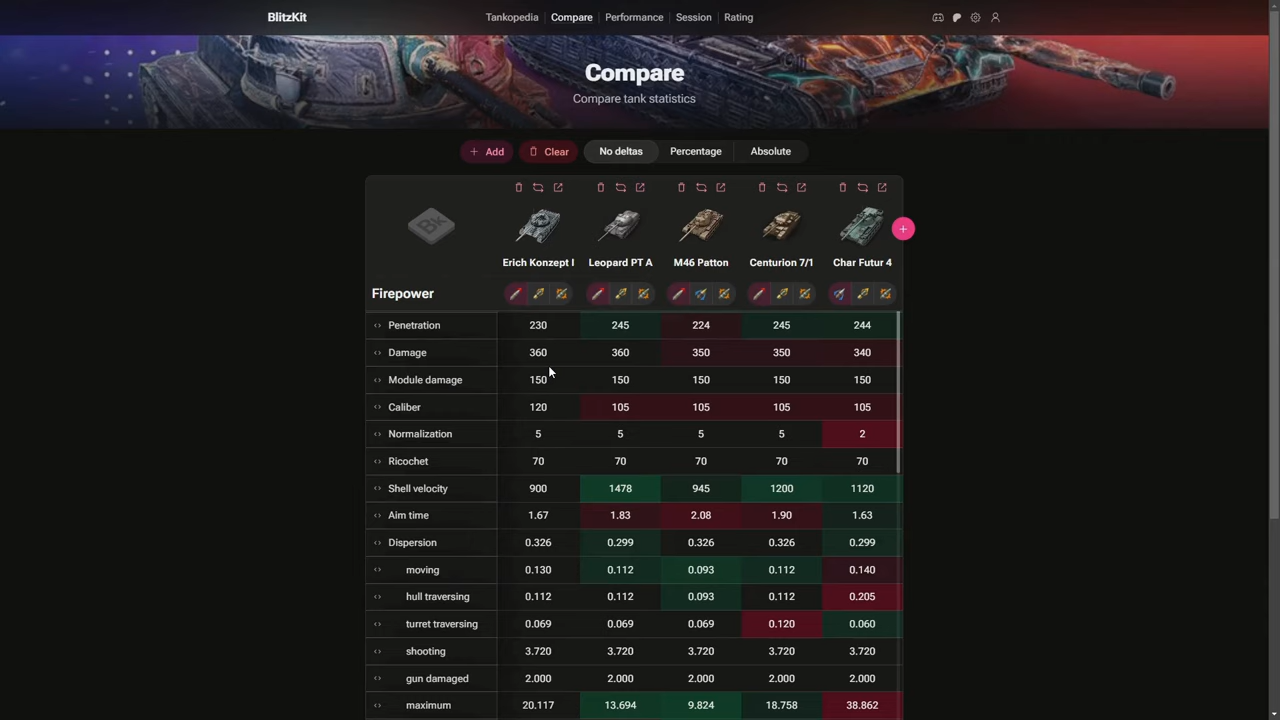 BlitzKit Tankopedia Compare Performance Session Rating
Compare
Compare tank statistics
Add Clear No deltas Percentage Absolute
BK
Erich Konzept I Leopard PT A M46 Patton Centurion 7/1 Char Futur 4
Firepower
Penetration 230 245 224 245 244
Damage 360 360 350 350 340
Module damage 150 150 150 150 150
Caliber 120 105 105 105 105
Normalization 5 5 5 5 2
Ricochet 70 70 70 70 70
Shell velocity 900 1478 945 1200 1120
Aim time 1.67 1.83 2.08 1.90 1.63
Dispersion 0.326 0.299 0.326 0.326 0.299
moving 0.130 0.112 0.093 0.112 0.140
hull traversing 0.112 0.112 0.093 0.112 0.205
turret traversing 0.069 0.069 0.069 0.120 0.060
shooting 3.720 3.720 3.720 3.720 3.720
gun damaged 2.000 2.000 2.000 2.000 2.000
maximum 20.117 13.694 9.824 18.758 38.862